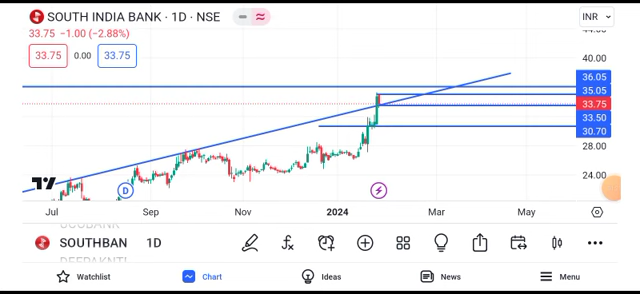 SOUTH INDIA BANK · 1D · NSE
INR
33.75 −1.00 (−2.88%)
33.75 0.00 33.75
44.00
40.00
36.05
35.05
33.75
33.50
30.70
28.00
24.00
D
Jul Sep Nov 2024 Mar May
SOUTHBAN 1D
Watchlist Chart Ideas News Menu